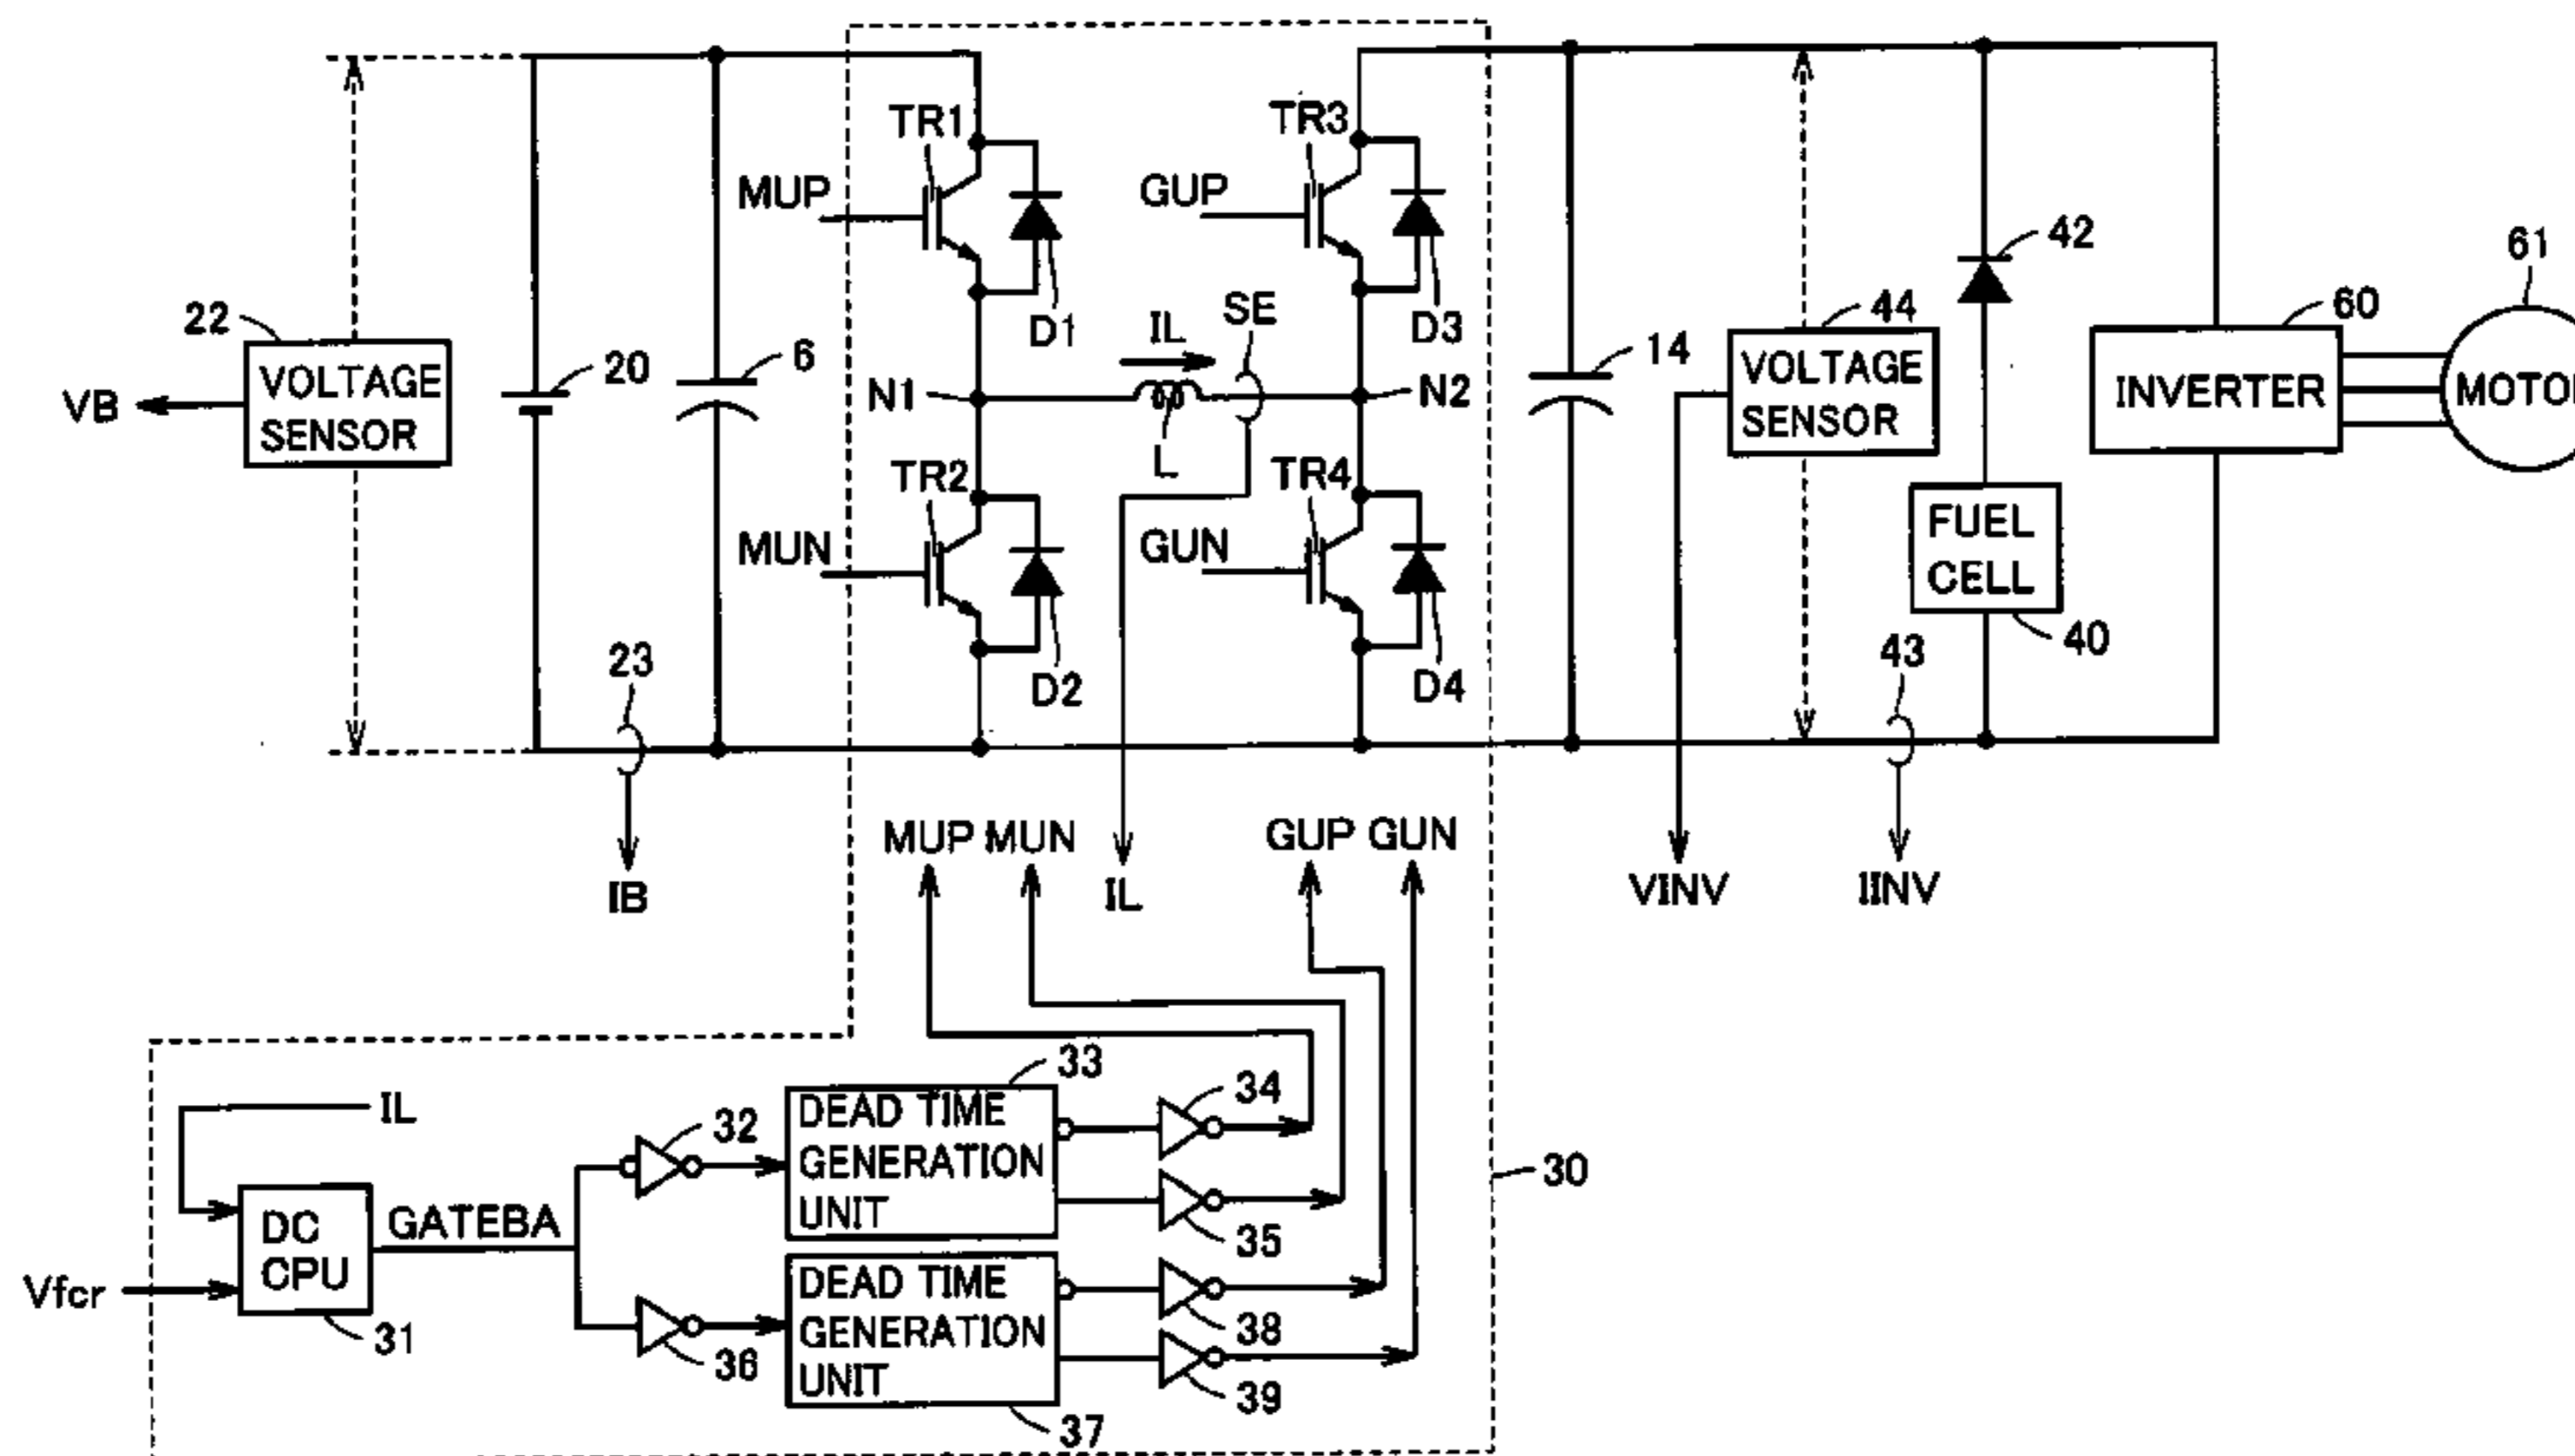 TR1
TR3
MUP
GUP
42
61
22
D1
IL
SE
D3
44
60
VB
VOLTAGE
SENSOR
20
6
N1
N2
14
VOLTAGE
SENSOR
INVERTER
L
TR2
TR4
MUN
GUN
FUEL
CELL
23
D2
D4
43
40
MUP MUN
GUP GUN
IB
IL
VINV
IINV
33
IL
32
DEAD TIME
GENERATION
UNIT
34
30
DC
CPU
GATEBA
35
Vfcr
31
36
DEAD TIME
GENERATION
UNIT
38
39
37